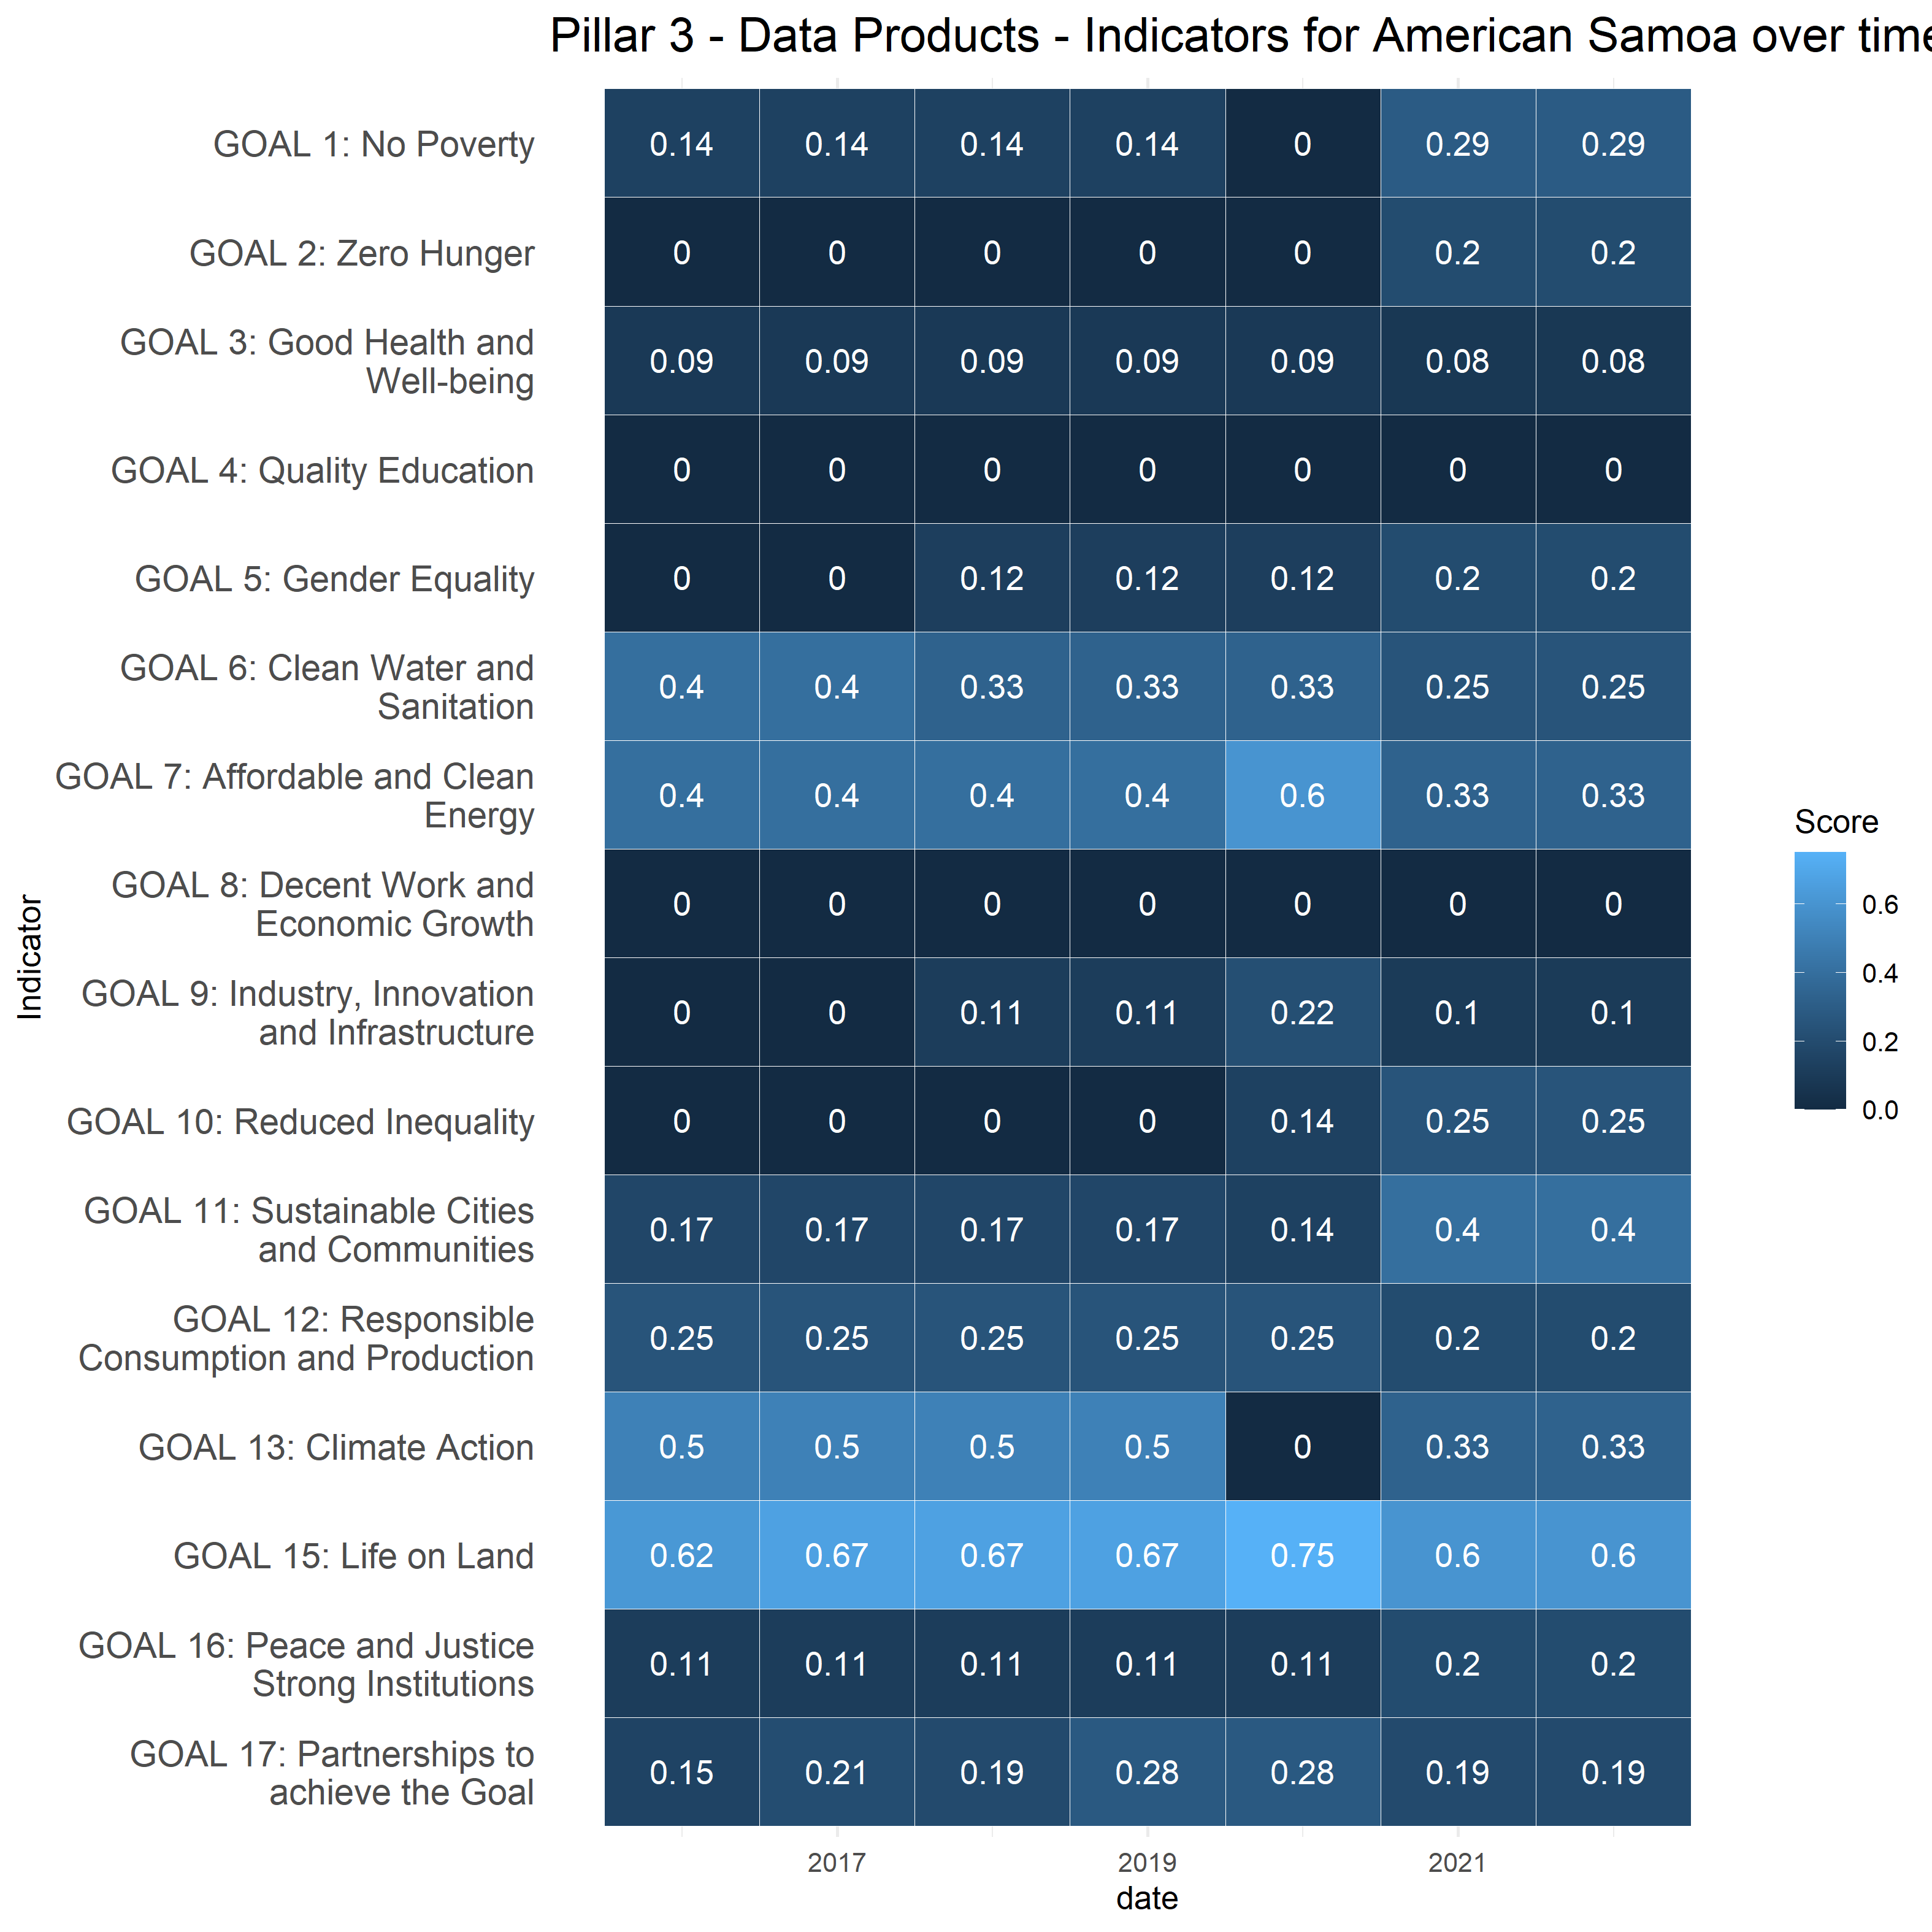 Pillar 3 - Data Products - Indicators for American Samoa over time
GOAL 1: No Poverty
0.14 0.14 0.14 0.14 0 0.29 0.29
GOAL 2: Zero Hunger
0 0 0 0 0 0.2 0.2
GOAL 3: Good Health and
Well-being
0.09 0.09 0.09 0.09 0.09 0.08 0.08
GOAL 4: Quality Education
0 0 0 0 0 0 0
GOAL 5: Gender Equality
0 0 0.12 0.12 0.12 0.2 0.2
GOAL 6: Clean Water and
Sanitation
0.4 0.4 0.33 0.33 0.33 0.25 0.25
GOAL 7: Affordable and Clean
Energy
0.4 0.4 0.4 0.4 0.6 0.33 0.33
GOAL 8: Decent Work and
Economic Growth
0 0 0 0 0 0 0
GOAL 9: Industry, Innovation
and Infrastructure
0 0 0.11 0.11 0.22 0.1 0.1
GOAL 10: Reduced Inequality
0 0 0 0 0.14 0.25 0.25
GOAL 11: Sustainable Cities
and Communities
0.17 0.17 0.17 0.17 0.14 0.4 0.4
GOAL 12: Responsible
Consumption and Production
0.25 0.25 0.25 0.25 0.25 0.2 0.2
GOAL 13: Climate Action
0.5 0.5 0.5 0.5 0 0.33 0.33
GOAL 15: Life on Land
0.62 0.67 0.67 0.67 0.75 0.6 0.6
GOAL 16: Peace and Justice
Strong Institutions
0.11 0.11 0.11 0.11 0.11 0.2 0.2
GOAL 17: Partnerships to
achieve the Goal
0.15 0.21 0.19 0.28 0.28 0.19 0.19
2017 2019 2021
date
Indicator
Score
0.6
0.4
0.2
0.0